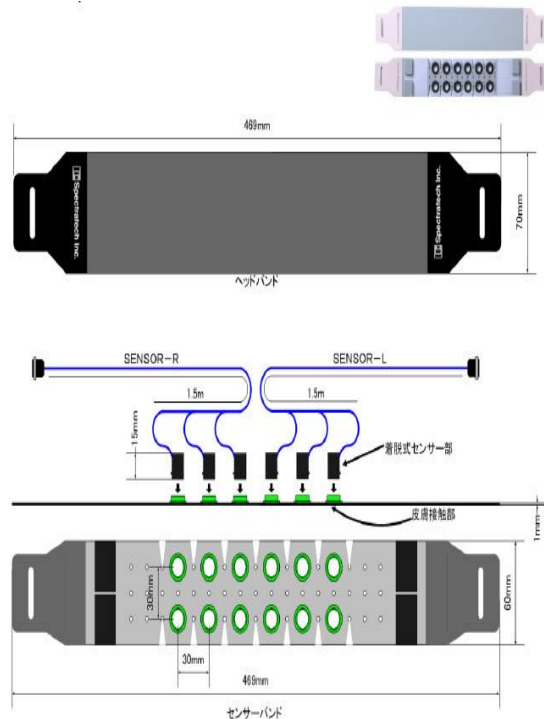 469mm
Spectratech Inc.
Spectratech Inc.
70mm
ヘッドバンド
SENSOR-R
SENSOR-L
1.5m
1.5m
15mm
着脱式センサー部
皮膚接触部
1mm
30mm
60mm
30mm
469mm
センサーバンド